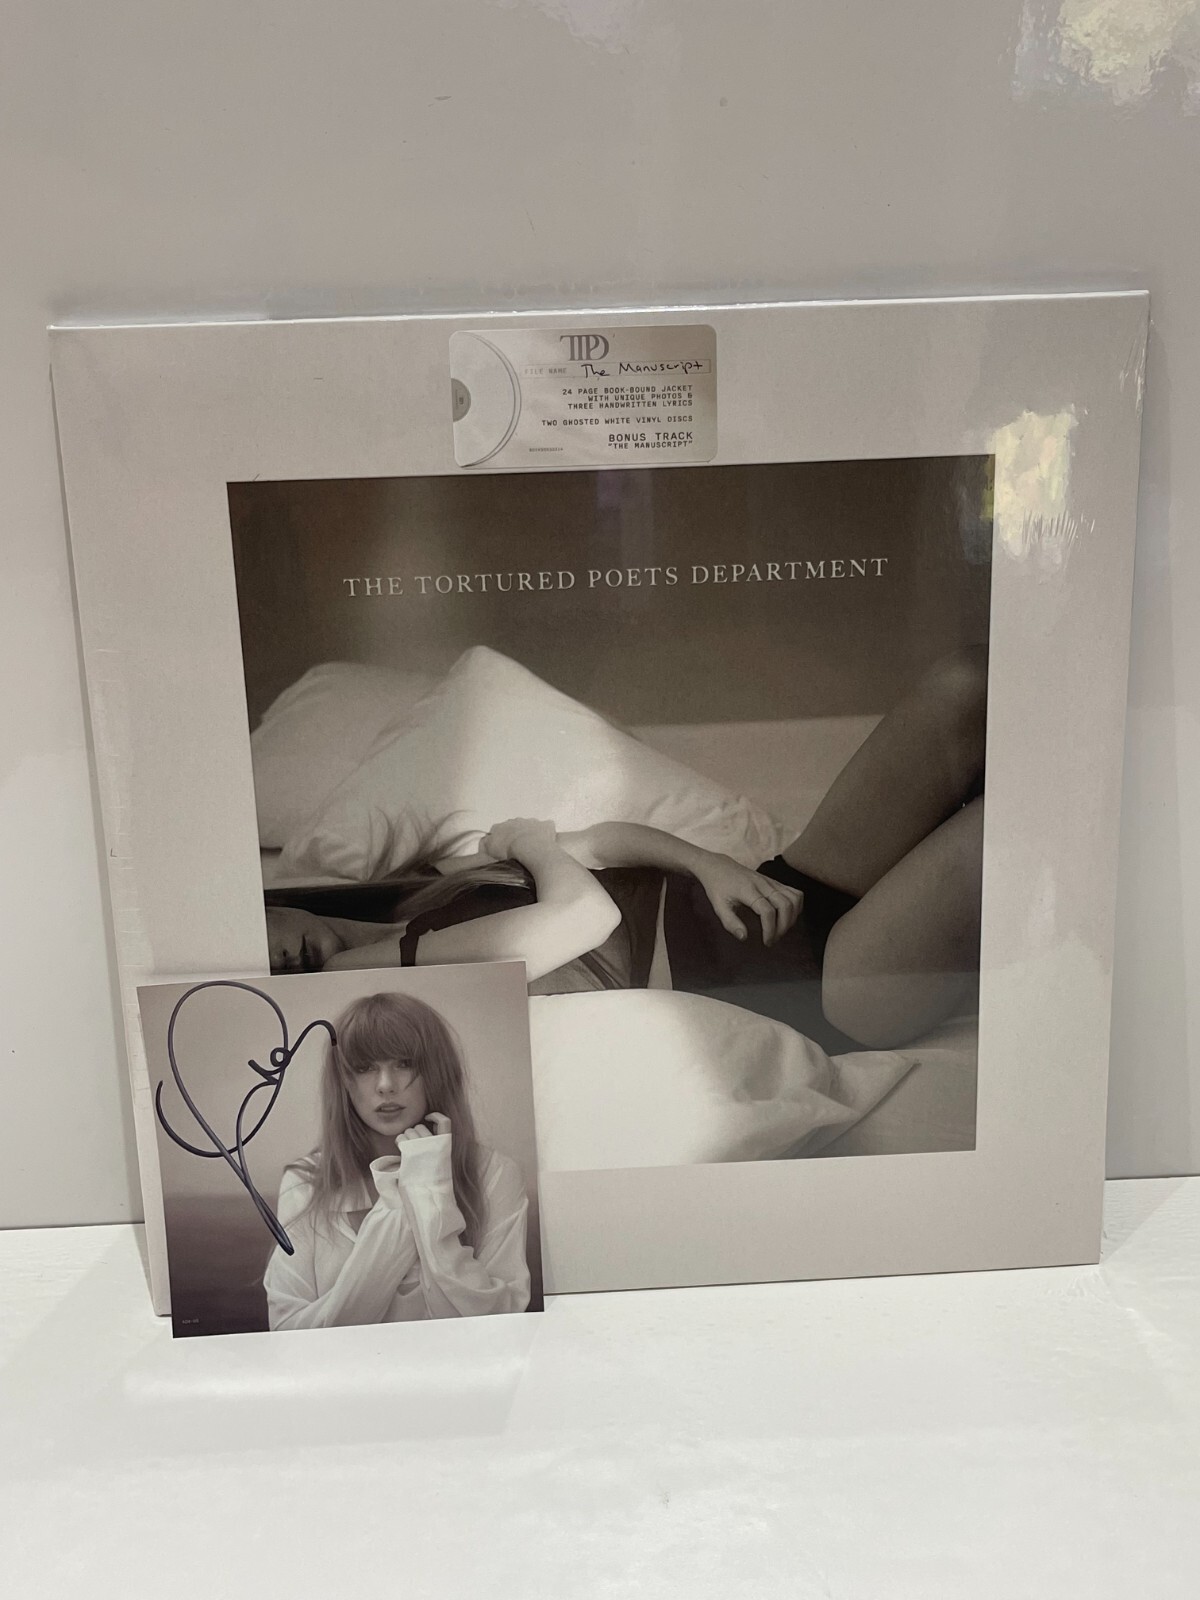 TTPD
FILE NAME The Manuscript
24 PAGE BOOK-BOUND JACKET
WITH UNIQUE PHOTOS &
THREE HANDWRITTEN LYRICS
TWO GHOSTED WHITE VINYL DISCS
BONUS TRACK
"THE MANUSCRIPT"
THE TORTURED POETS DEPARTMENT